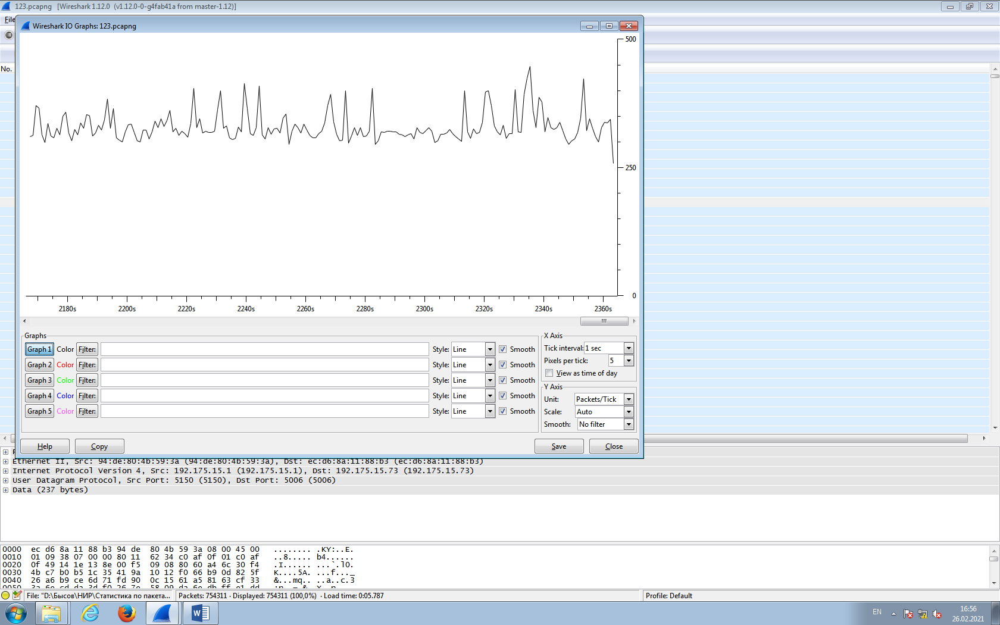 123.pcapng [Wireshark 1.12.0 (v1.12.0-0-g4fab41a from master-1.12)]
File
Wireshark IO Graphs: 123.pcapng
No.
500
250
0
2180s 2200s 2220s 2240s 2260s 2280s 2300s 2320s 2340s 2360s
Graphs
Graph 1 Color Filter: Style: Line Smooth
Graph 2 Color Filter: Style: Line Smooth
Graph 3 Color Filter: Style: Line Smooth
Graph 4 Color Filter: Style: Line Smooth
Graph 5 Color Filter: Style: Line Smooth
X Axis
Tick interval: 1 sec
Pixels per tick: 5
View as time of day
Y Axis
Unit: Packets/Tick
Scale: Auto
Smooth: No filter
Help Copy Save Close
Ethernet II, Src: 94:de:80:4b:59:3a (94:de:80:4b:59:3a), Dst: ec:d6:8a:11:88:b3 (ec:d6:8a:11:88:b3)
Internet Protocol Version 4, Src: 192.175.15.1 (192.175.15.1), Dst: 192.175.15.73 (192.175.15.73)
User Datagram Protocol, Src Port: 5150 (5150), Dst Port: 5006 (5006)
Data (237 bytes)
0000 ec d6 8a 11 88 b3 94 de 80 4b 59 3a 08 00 45 00 ........ .KY:..E.
0010 01 09 38 07 00 00 80 11 62 34 c0 af 0f 01 c0 af ..8..... b4......
0020 0f 49 14 1e 13 8e 00 f5 09 08 80 60 a4 6c 30 f4 .I...... ...`.l0.
0030 4b c7 b0 b5 1c 35 41 9a 10 12 f0 66 b9 0d 82 5f K....5A. ...f..._
0040 26 a6 b9 ce 6d 71 fd 90 0c 15 61 a5 81 63 cf 33 &...mq.. ..a..c.3
File: "D:\Бысов\НИР\Статистика по пакета... Packets: 754311 · Displayed: 754311 (100,0%) · Load time: 0:05.787 Profile: Default
EN 16:56
26.02.2021